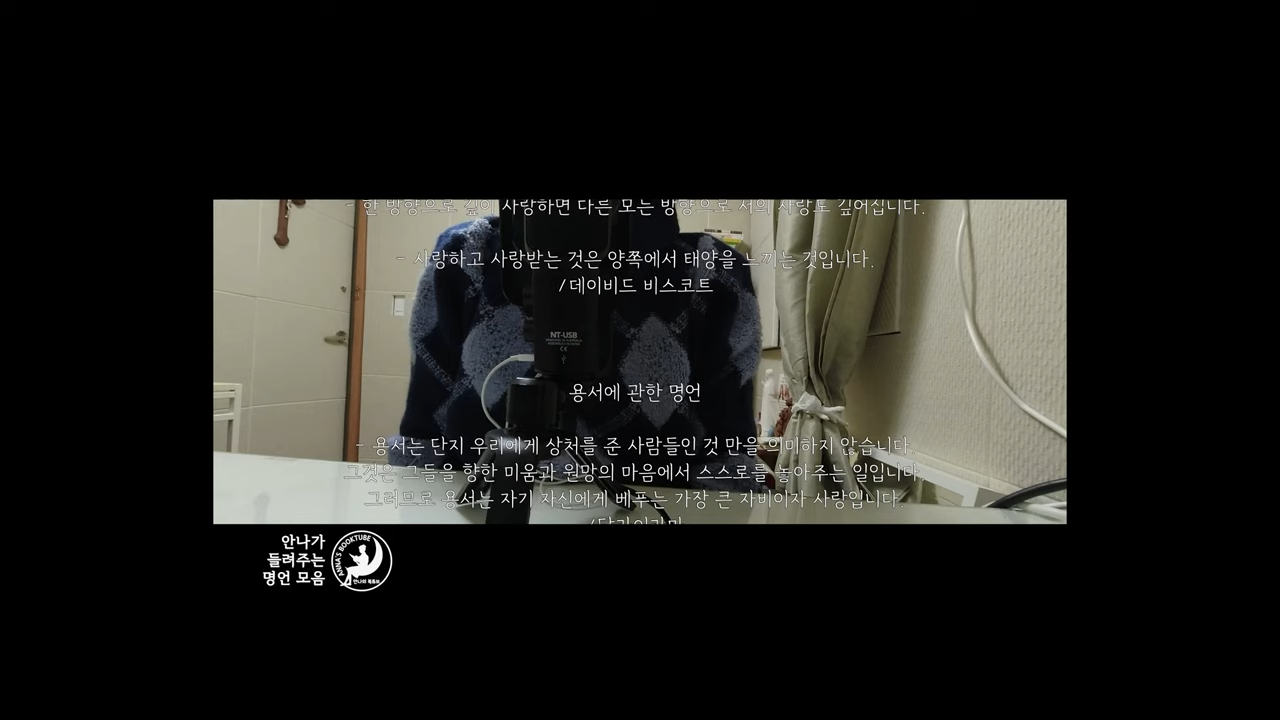 - 한 방향으로 깊이 사랑하면 다른 모든 방향으로 서의 사랑도 깊어집니다.
- 사랑하고 사랑받는 것은 양쪽에서 태양을 느끼는 것입니다.
/데이비드 비스코트
NT-USB
용서에 관한 명언
- 용서는 단지 우리에게 상처를 준 사람들인 것 만을 의미하지 않습니다.
그것은 그들을 향한 미움과 원망의 마음에서 스스로를 놓아주는 일입니다.
그러므로 용서는 자기 자신에게 베푸는 가장 큰 자비이자 사랑입니다.
안나가
들려주는
명언 모음
ANNA'S BOOKTUBE
안나의 북튜브